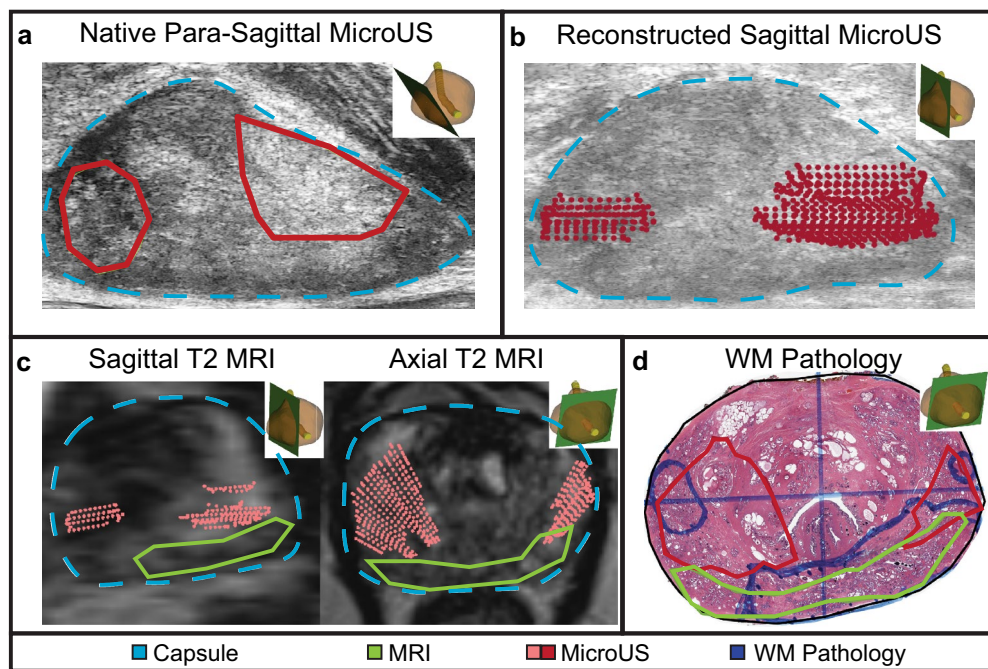 a Native Para-Sagittal MicroUS
b Reconstructed Sagittal MicroUS
c Sagittal T2 MRI
Axial T2 MRI
d WM Pathology
Capsule MRI MicroUS WM Pathology